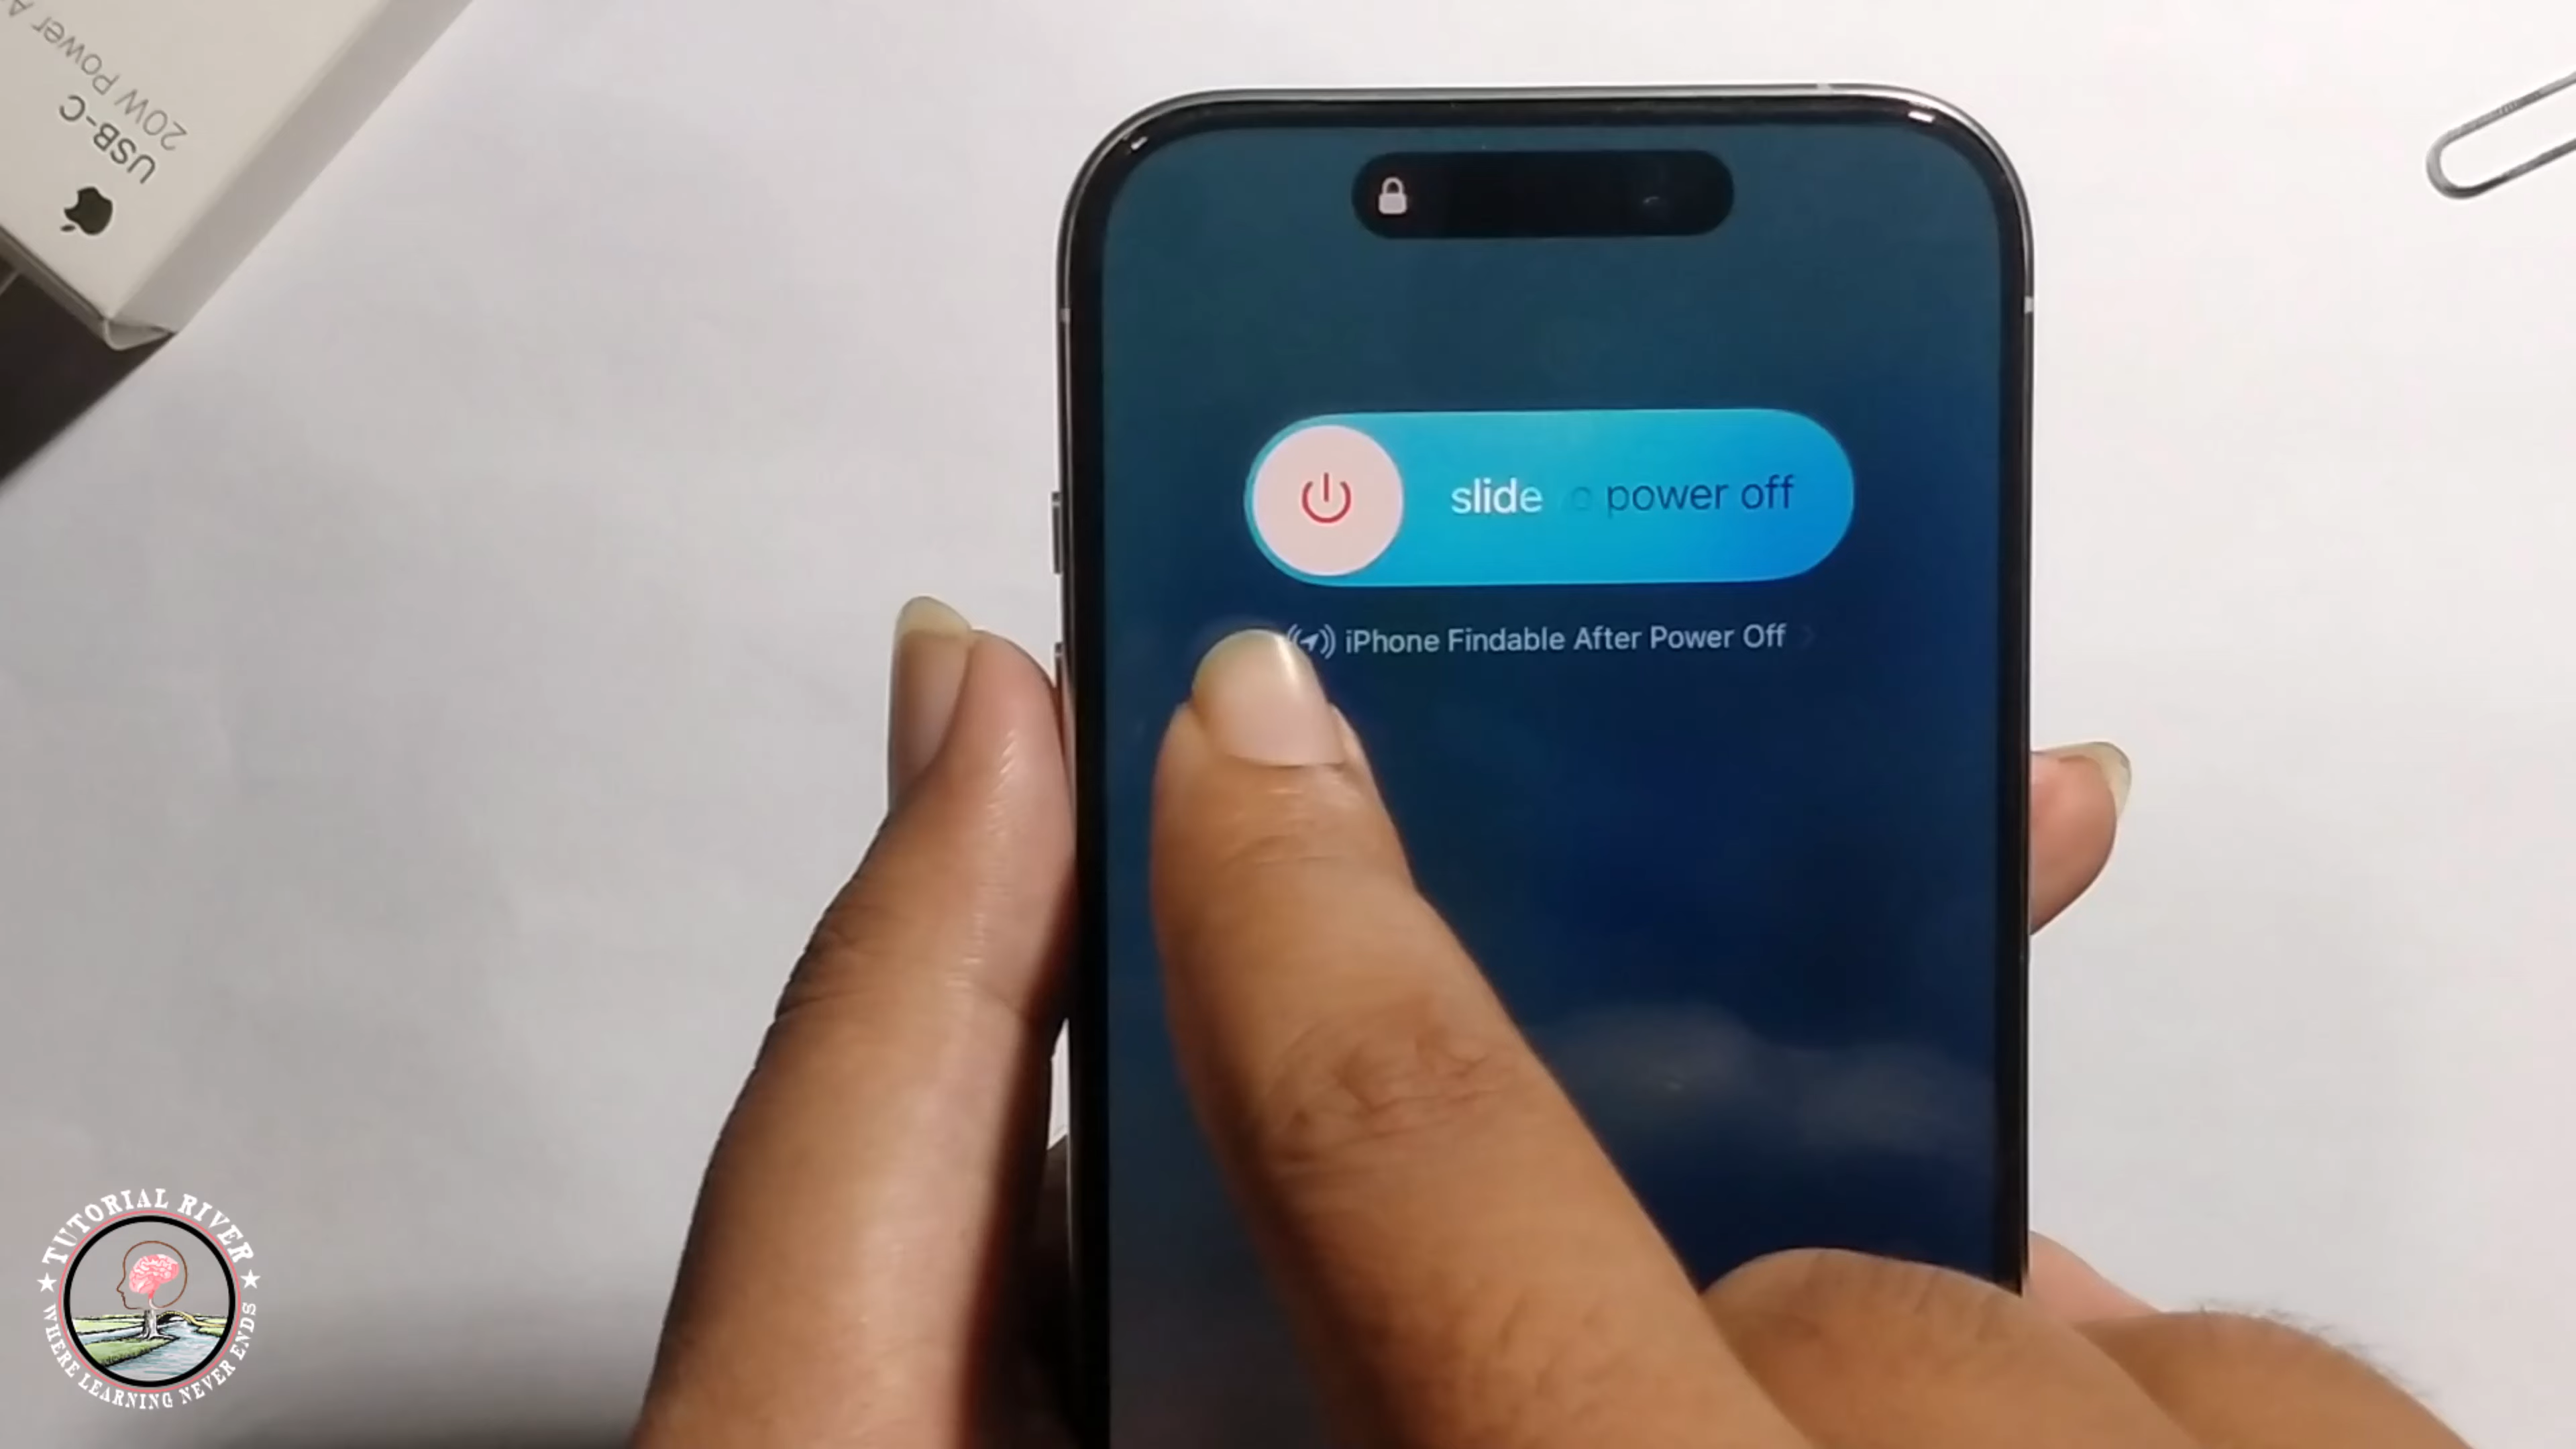 USB-C
20W Power A
slide power off
iPhone Findable After Power Off
TUTORIAL RIVER
WHERE LEARNING NEVER ENDS